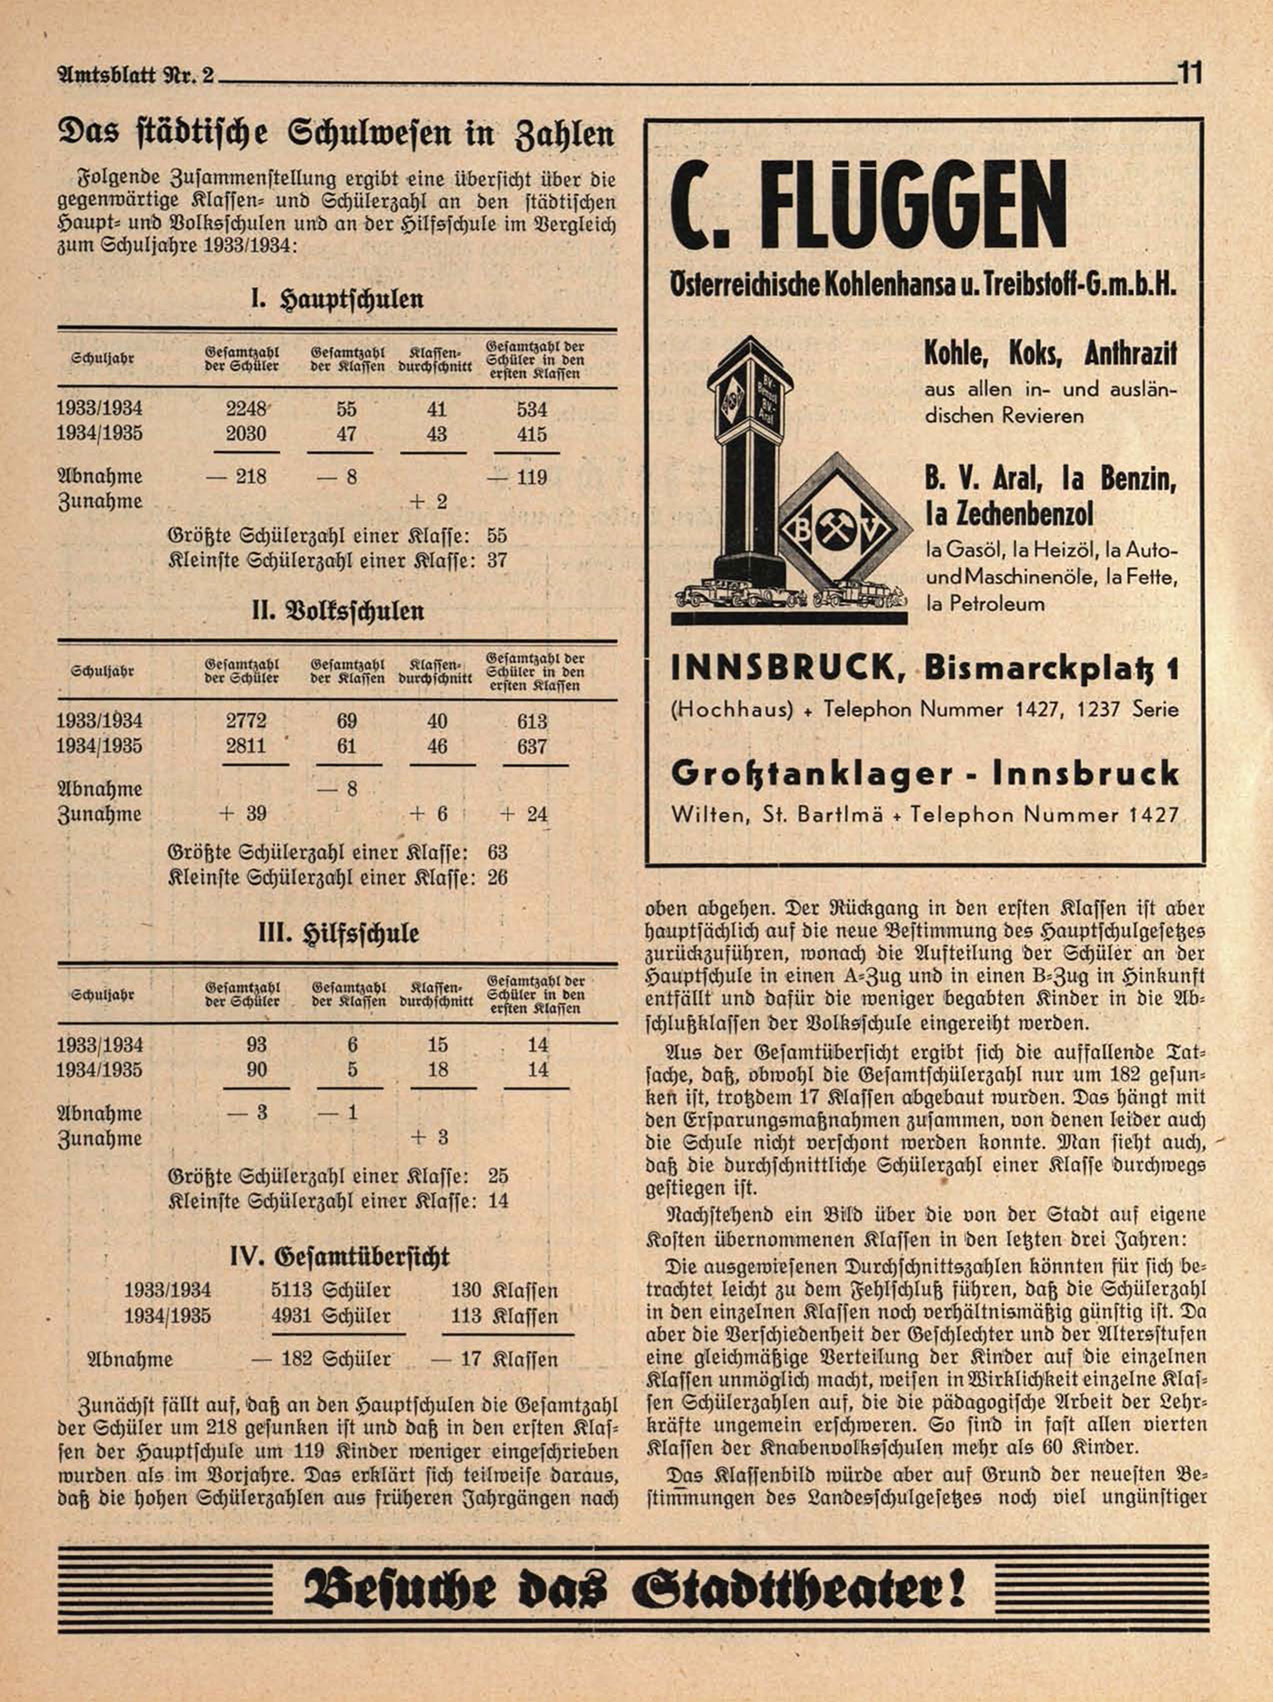 Amtsblatt Nr. 2
11
Das städtische Schulwesen in Zahlen
Folgende Zusammenstellung ergibt eine Übersicht über die
gegenwärtige Klassen- und Schülerzahl an den städtischen
Haupt- und Volksschulen und an der Hilfsschule im Vergleich
zum Schuljahre 1933/1934:
I. Hauptschulen
Schuljahr Gesamtzahl der Schüler Gesamtzahl der Klassen Klassen-durchschnitt Gesamtzahl der Schüler in den ersten Klassen
1933/1934 2248 55 41 534
1934/1935 2030 47 43 415
Abnahme — 218 — 8 — 119
Zunahme + 2
Größte Schülerzahl einer Klasse: 55
Kleinste Schülerzahl einer Klasse: 37
II. Volksschulen
Schuljahr Gesamtzahl der Schüler Gesamtzahl der Klassen Klassen-durchschnitt Gesamtzahl der Schüler in den ersten Klassen
1933/1934 2772 69 40 613
1934/1935 2811 61 46 637
Abnahme — 8
Zunahme + 39 + 6 + 24
Größte Schülerzahl einer Klasse: 63
Kleinste Schülerzahl einer Klasse: 26
III. Hilfsschule
Schuljahr Gesamtzahl der Schüler Gesamtzahl der Klassen Klassen-durchschnitt Gesamtzahl der Schüler in den ersten Klassen
1933/1934 93 6 15 14
1934/1935 90 5 18 14
Abnahme — 3 — 1
Zunahme + 3
Größte Schülerzahl einer Klasse: 25
Kleinste Schülerzahl einer Klasse: 14
IV. Gesamtübersicht
1933/1934 5113 Schüler 130 Klassen
1934/1935 4931 Schüler 113 Klassen
Abnahme — 182 Schüler — 17 Klassen
Zunächst fällt auf, daß an den Hauptschulen die Gesamtzahl
der Schüler um 218 gesunken ist und daß in den ersten Klas-
sen der Hauptschule um 119 Kinder weniger eingeschrieben
wurden als im Vorjahre. Das erklärt sich teilweise daraus,
daß die hohen Schülerzahlen aus früheren Jahrgängen nach
C. FLÜGGEN
Österreichische Kohlenhansa u. Treibstoff-G.m.b.H.
Kohle, Koks, Anthrazit
aus allen in- und auslän-
dischen Revieren
B. V. Aral, Ia Benzin,
Ia Zechenbenzol
Ia Gasöl, Ia Heizöl, Ia Auto-
und Maschinenöle, Ia Fette,
Ia Petroleum
BV-
BV-
Aral
B V
INNSBRUCK, Bismarckplatz 1
(Hochhaus) + Telephon Nummer 1427, 1237 Serie
Großtanklager - Innsbruck
Wilten, St. Bartlmä + Telephon Nummer 1427
oben abgehen. Der Rückgang in den ersten Klassen ist aber
hauptsächlich auf die neue Bestimmung des Hauptschulgesetzes
zurückzuführen, wonach die Aufteilung der Schüler an der
Hauptschule in einen A-Zug und in einen B-Zug in Hinkunft
entfällt und dafür die weniger begabten Kinder in die Ab-
schlußklassen der Volksschule eingereiht werden.
Aus der Gesamtübersicht ergibt sich die auffallende Tat-
sache, daß, obwohl die Gesamtschülerzahl nur um 182 gesun-
ken ist, trotzdem 17 Klassen abgebaut wurden. Das hängt mit
den Ersparungsmaßnahmen zusammen, von denen leider auch
die Schule nicht verschont werden konnte. Man sieht auch,
daß die durchschnittliche Schülerzahl einer Klasse durchwegs
gestiegen ist.
Nachstehend ein Bild über die von der Stadt auf eigene
Kosten übernommenen Klassen in den letzten drei Jahren:
Die ausgewiesenen Durchschnittszahlen könnten für sich be-
trachtet leicht zu dem Fehlschluß führen, daß die Schülerzahl
in den einzelnen Klassen noch verhältnismäßig günstig ist. Da
aber die Verschiedenheit der Geschlechter und der Altersstufen
eine gleichmäßige Verteilung der Kinder auf die einzelnen
Klassen unmöglich macht, weisen in Wirklichkeit einzelne Klas-
sen Schülerzahlen auf, die die pädagogische Arbeit der Lehr-
kräfte ungemein erschweren. So sind in fast allen vierten
Klassen der Knabenvolksschulen mehr als 60 Kinder.
Das Klassenbild würde aber auf Grund der neuesten Be-
stimmungen des Landesschulgesetzes noch viel ungünstiger
Besuche das Stadttheater!